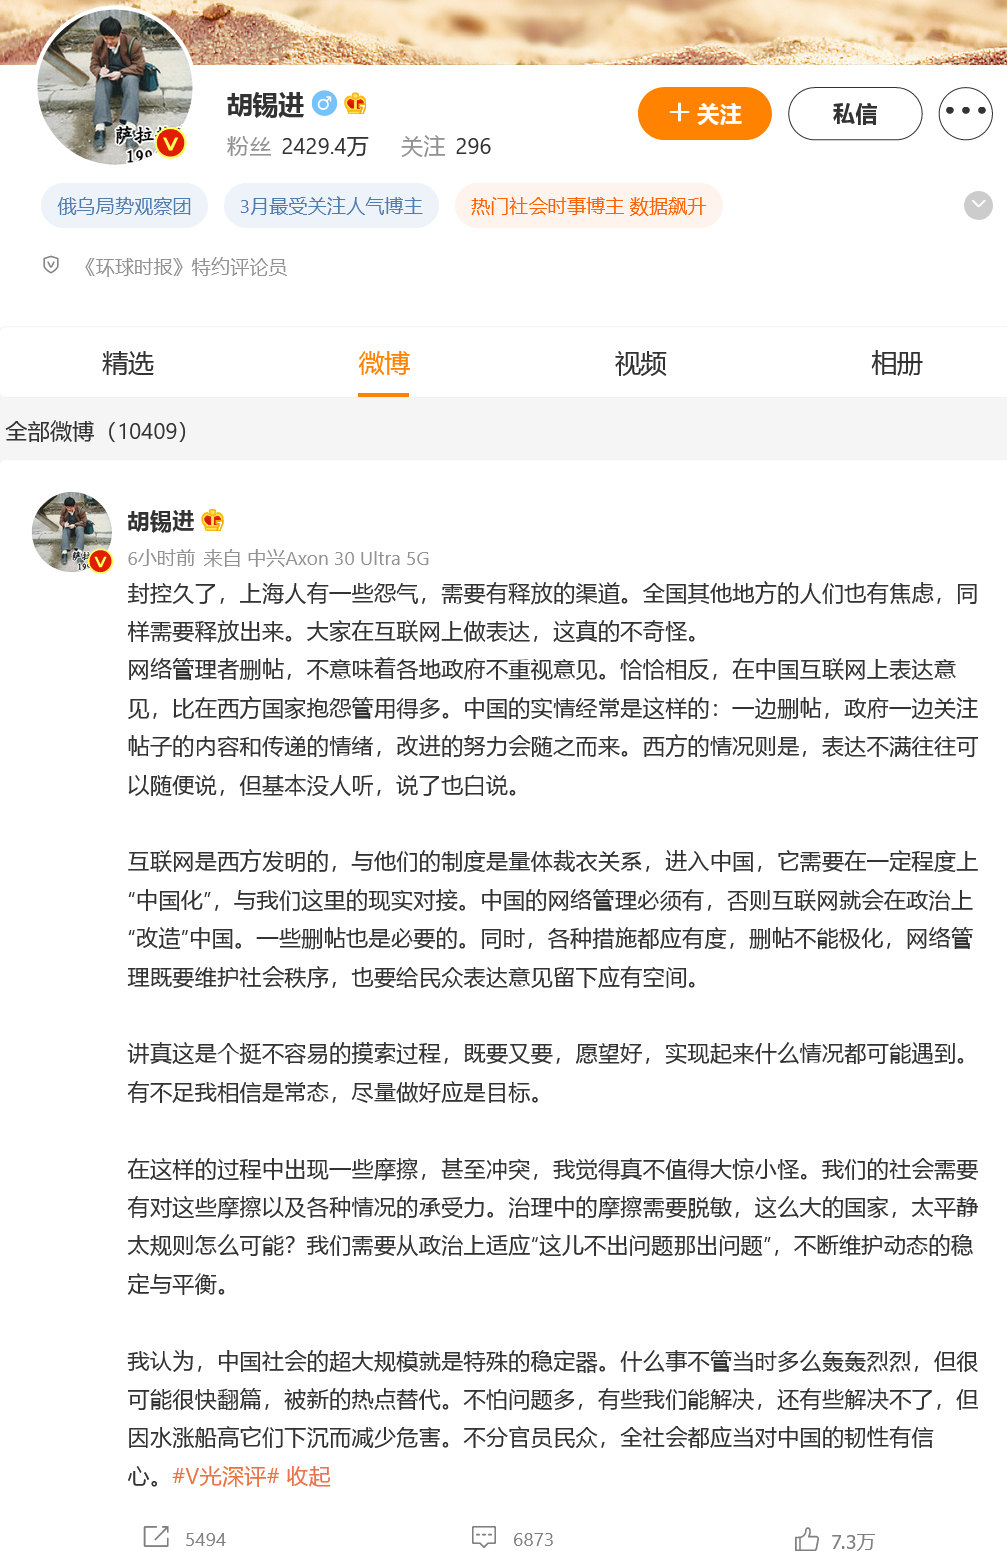 萨拉
199
胡锡进
粉丝 2429.4万 关注 296
+ 关注
私信
俄乌局势观察团 3月最受关注人气博主 热门社会时事博主 数据飙升
《环球时报》特约评论员
精选 微博 视频 相册
全部微博（10409）
胡锡进
6小时前 来自 中兴Axon 30 Ultra 5G
封控久了，上海人有一些怨气，需要有释放的渠道。全国其他地方的人们也有焦虑，同
样需要释放出来。大家在互联网上做表达，这真的不奇怪。
网络管理者删帖，不意味着各地政府不重视意见。恰恰相反，在中国互联网上表达意
见，比在西方国家抱怨管用得多。中国的实情经常是这样的：一边删帖，政府一边关注
帖子的内容和传递的情绪，改进的努力会随之而来。西方的情况则是，表达不满往往可
以随便说，但基本没人听，说了也白说。
互联网是西方发明的，与他们的制度是量体裁衣关系，进入中国，它需要在一定程度上
“中国化”，与我们这里的现实对接。中国的网络管理必须有，否则互联网就会在政治上
“改造”中国。一些删帖也是必要的。同时，各种措施都应有度，删帖不能极化，网络管
理既要维护社会秩序，也要给民众表达意见留下应有空间。
讲真这是个挺不容易的摸索过程，既要又要，愿望好，实现起来什么情况都可能遇到。
有不足我相信是常态，尽量做好应是目标。
在这样的过程中出现一些摩擦，甚至冲突，我觉得真不值得大惊小怪。我们的社会需要
有对这些摩擦以及各种情况的承受力。治理中的摩擦需要脱敏，这么大的国家，太平静
太规则怎么可能？我们需要从政治上适应“这儿不出问题那出问题”，不断维护动态的稳
定与平衡。
我认为，中国社会的超大规模就是特殊的稳定器。什么事不管当时多么轰轰烈烈，但很
可能很快翻篇，被新的热点替代。不怕问题多，有些我们能解决，还有些解决不了，但
因水涨船高它们下沉而减少危害。不分官员民众，全社会都应当对中国的韧性有信
心。#V光深评# 收起
5494 6873 7.3万